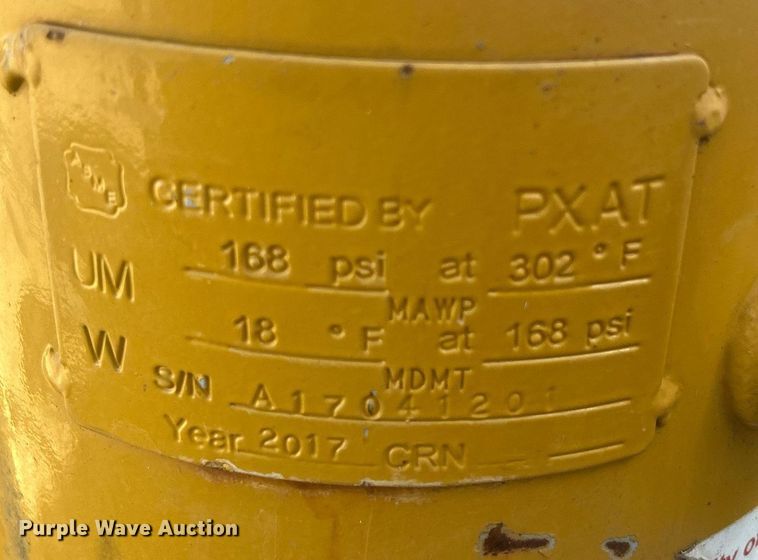 ASME
CERTIFIED BY PXAT
UM
168 psi at 302 °F
MAWP
W
18 °F at 168 psi
MDMT
S/N A17041201
Year 2017 CRN
Purple Wave Auction